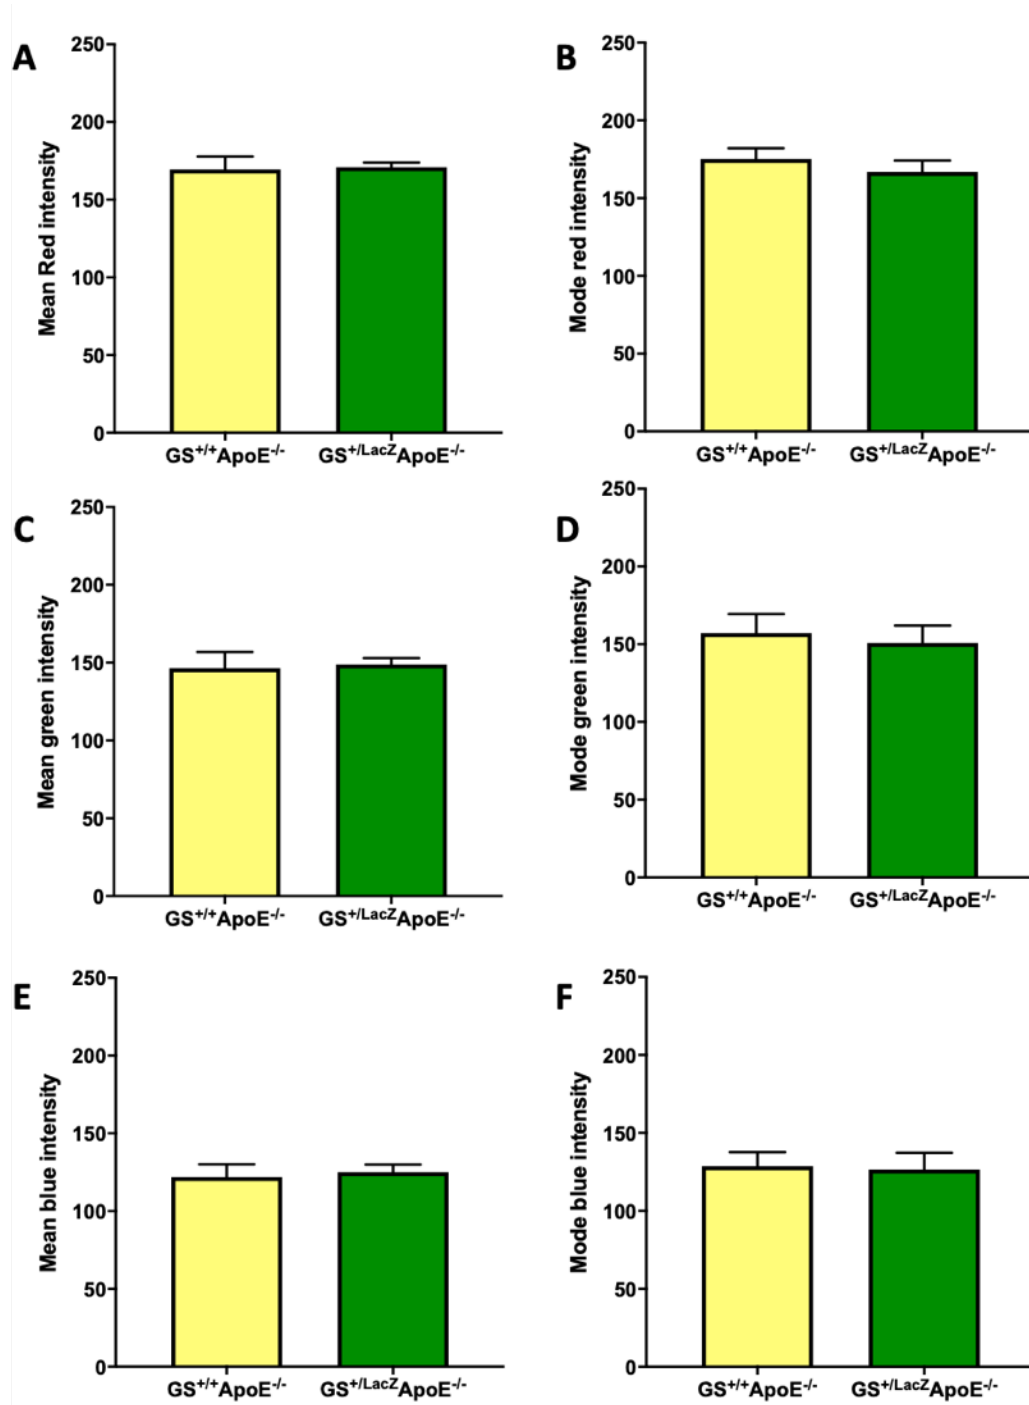 A
Mean Red intensity
250
200
150
100
50
0
GS+/+ApoE-/- GS+/LacZApoE-/-
B
Mode red intensity
250
200
150
100
50
0
GS+/+ApoE-/- GS+/LacZApoE-/-
C
Mean green intensity
250
200
150
100
50
0
GS+/+ApoE-/- GS+/LacZApoE-/-
D
Mode green intensity
250
200
150
100
50
0
GS+/+ApoE-/- GS+/LacZApoE-/-
E
Mean blue intensity
250
200
150
100
50
0
GS+/+ApoE-/- GS+/LacZApoE-/-
F
Mode blue intensity
250
200
150
100
50
0
GS+/+ApoE-/- GS+/LacZApoE-/-